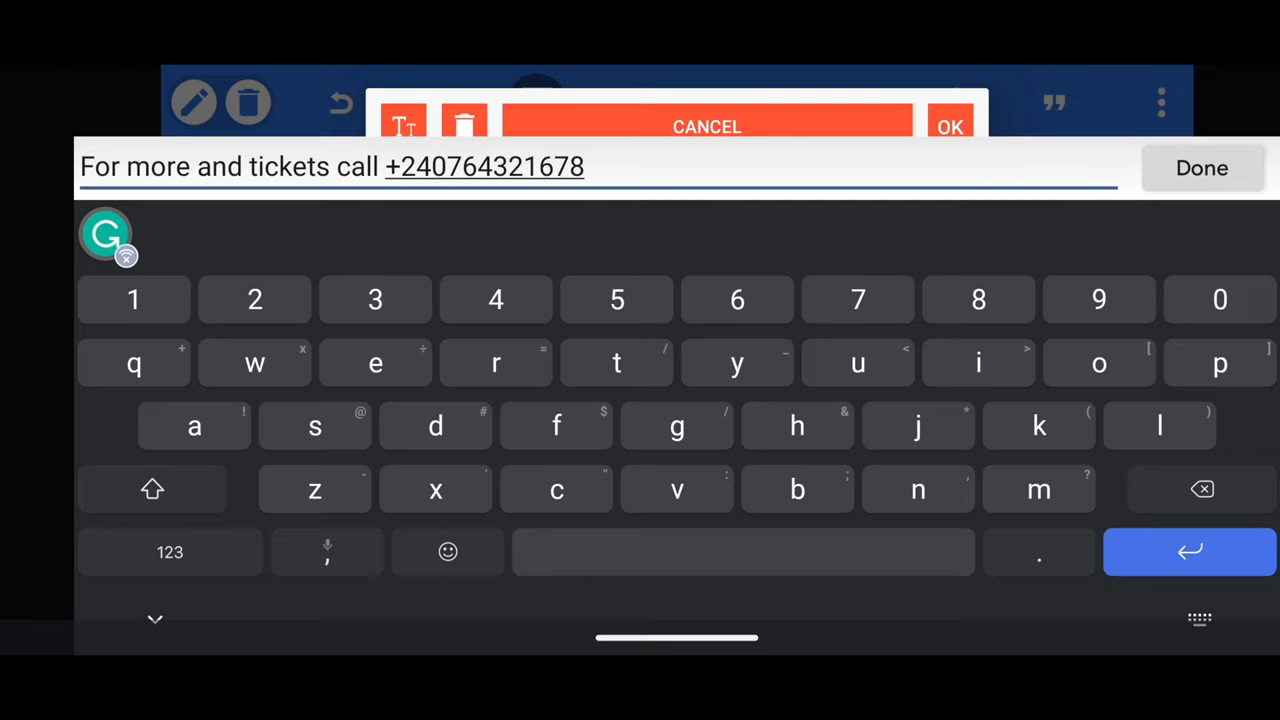 TT CANCEL OK
For more and tickets call +240764321678 Done
1 2 3 4 5 6 7 8 9 0
q + w x e ÷ r = t / y _ u < i > o [ p ]
a ! s @ d # f $ g / h & j * k ( l )
z - x ' c " v : b ; n , m ?
123 , .